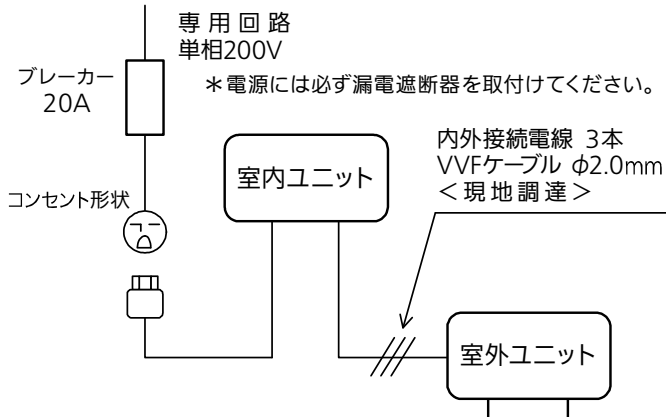 専用回路
単相200V
＊電源には必ず漏電遮断器を取付けてください。
ブレーカー
20A
内外接続電線 3本
VVFケーブル φ2.0mm
＜現地調達＞
室内ユニット
コンセント形状
室外ユニット